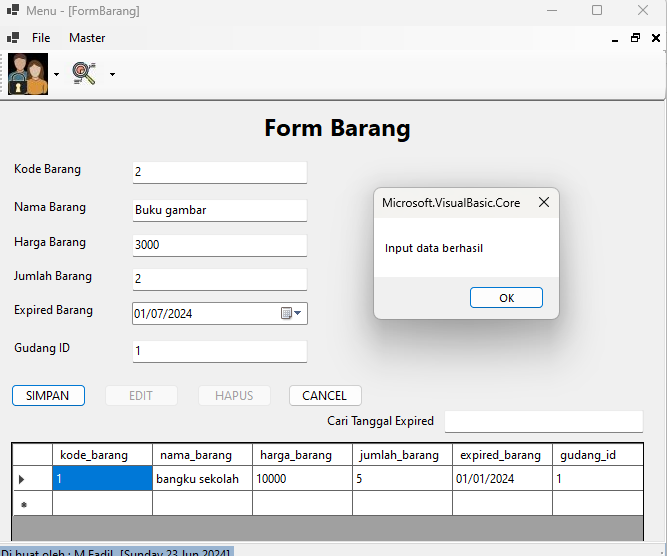 Menu - [FormBarang]
File Master
Form Barang
Kode Barang 2
Nama Barang Buku gambar
Harga Barang 3000
Jumlah Barang 2
Expired Barang 01/07/2024
Gudang ID 1
Microsoft.VisualBasic.Core
Input data berhasil
OK
SIMPAN EDIT HAPUS CANCEL
Cari Tanggal Expired
kode_barang nama_barang harga_barang jumlah_barang expired_barang gudang_id
1 bangku sekolah 10000 5 01/01/2024 1
Di buat oleh : M.Fadil [Sunday 23 Jun 2024]